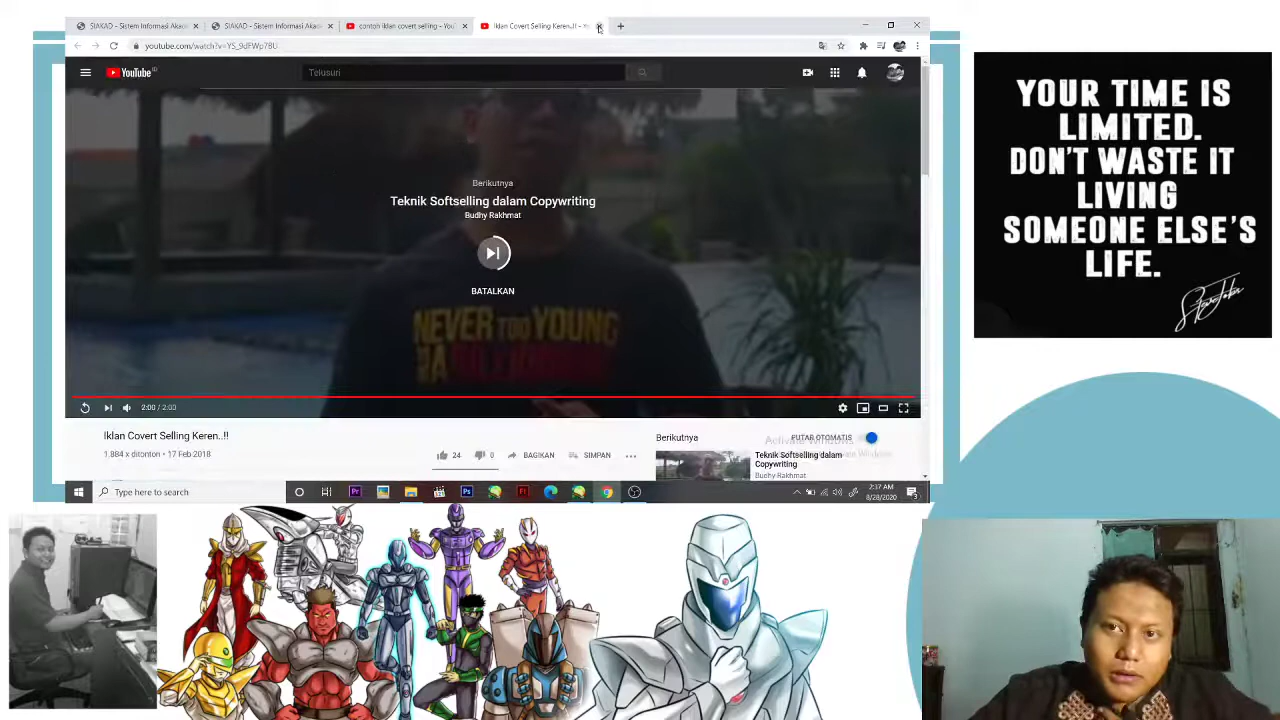 SIAKAD - Sistem Informasi Akad
SIAKAD - Sistem Informasi Akad
contoh iklan covert selling - You
Iklan Covert Selling Keren..!! - Yo
youtube.com/watch?v=YS_9dFWp78U
YouTube ID
Telusuri
Berikutnya
Teknik Softselling dalam Copywriting
Budhy Rakhmat
BATALKAN
NEVER TOO YOUNG
2:00 / 2:00
Iklan Covert Selling Keren..!!
1.884 x ditonton • 17 Feb 2018
24
0
BAGIKAN
SIMPAN
Berikutnya
PUTAR OTOMATIS
Activate Windows
Teknik Softselling dalam
Copywriting
Budhy Rakhmat
Type here to search
2:37 AM
8/28/2020
YOUR TIME IS
LIMITED.
DON'T WASTE IT
LIVING
SOMEONE ELSE'S
LIFE.